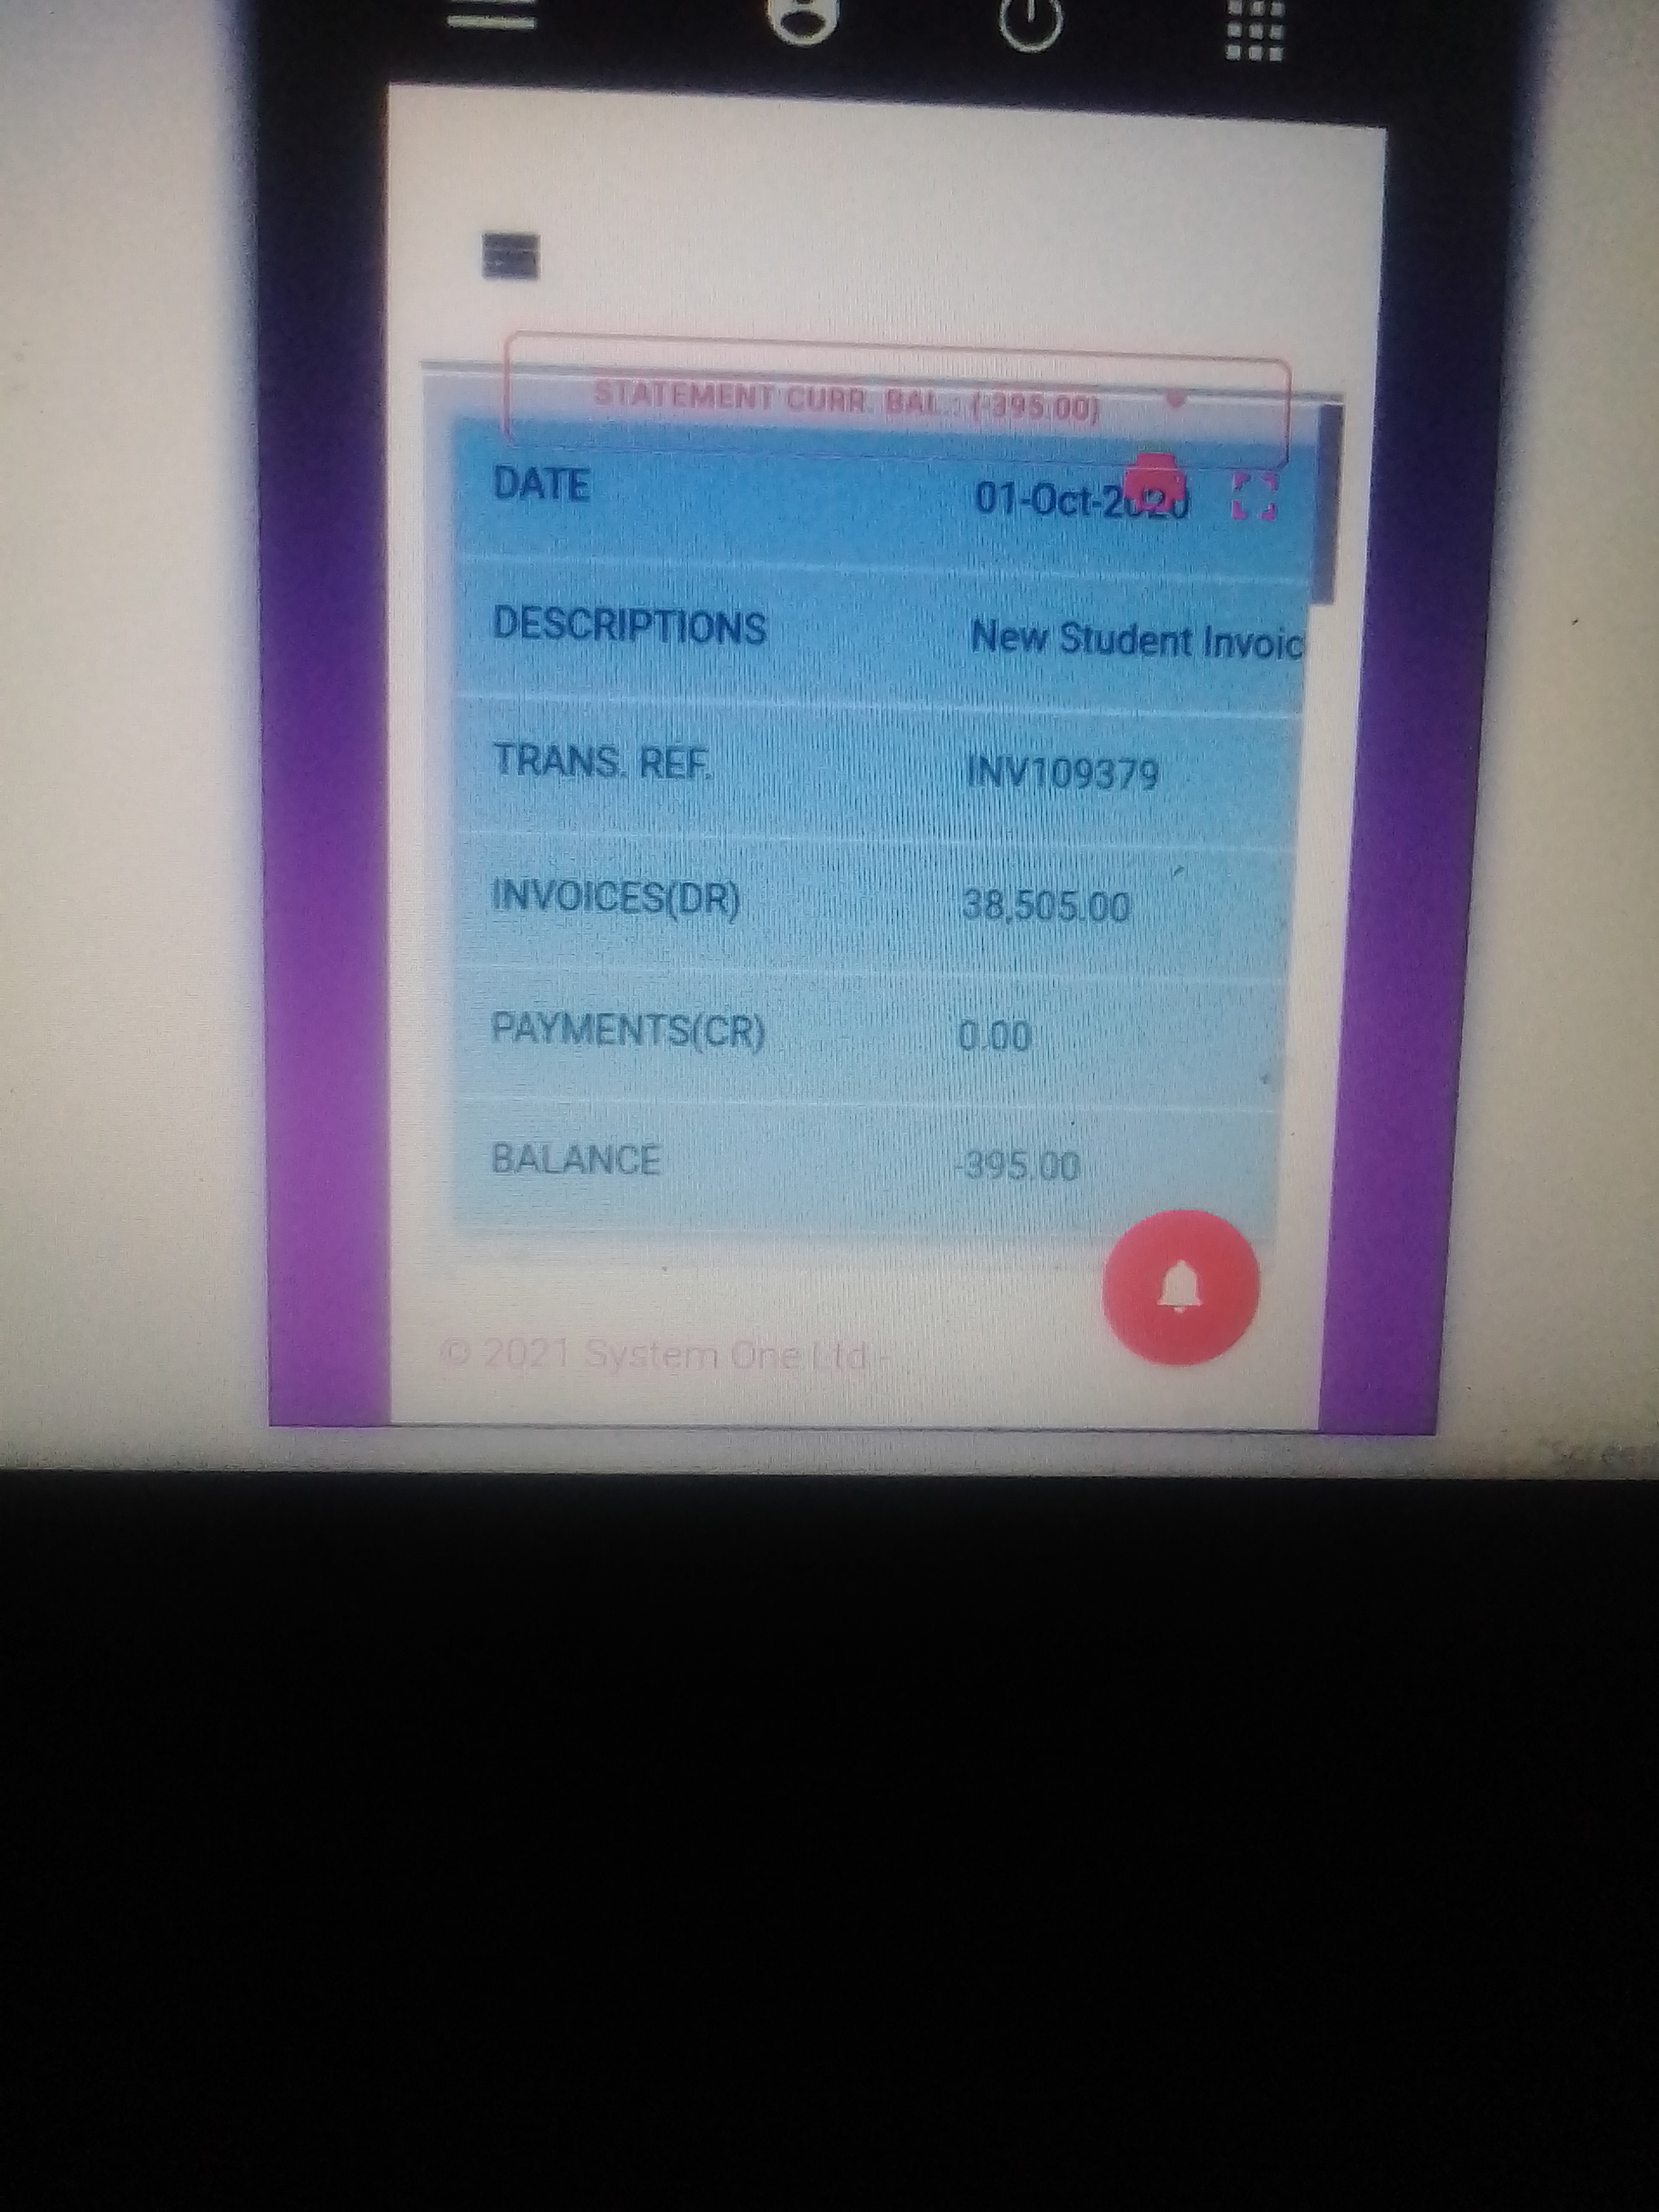 STATEMENT CURR. BAL.: (-395.00)
DATE 01-Oct-2020
DESCRIPTIONS New Student Invoic
TRANS. REF. INV109379
INVOICES(DR) 38,505.00
PAYMENTS(CR) 0.00
BALANCE -395.00
© 2021 System One Ltd -